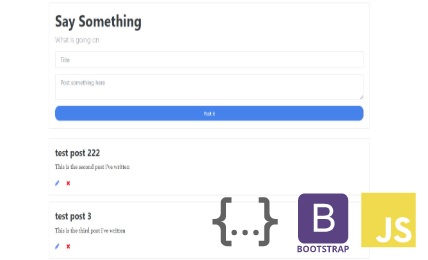 Say Something
What is going on
Title
Post something here
Post it
test post 222
This is the second post I've written
test post 3
This is the third post I've written
{...}
B
BOOTSTRAP
JS